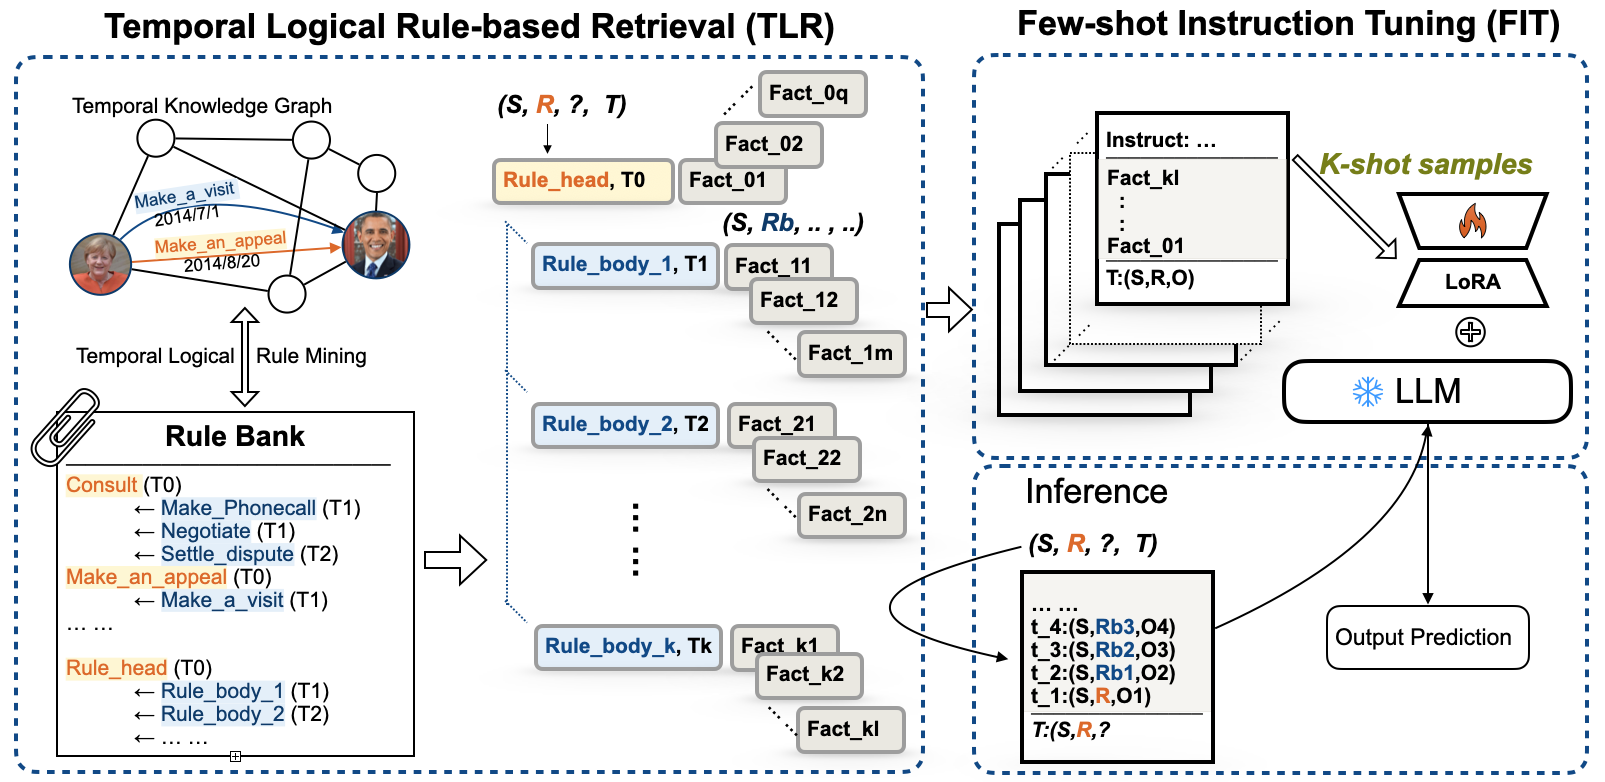 Temporal Logical Rule-based Retrieval (TLR)
Temporal Knowledge Graph
Make_a_visit
2014/7/1
Make_an_appeal
2014/8/20
Temporal Logical Rule Mining
Rule Bank
Consult (T0)
← Make_Phonecall (T1)
← Negotiate (T1)
← Settle_dispute (T2)
Make_an_appeal (T0)
← Make_a_visit (T1)
... ...
Rule_head (T0)
← Rule_body_1 (T1)
← Rule_body_2 (T2)
← ... ...
(S, R, ?, T)
Rule_head, T0
Fact_01
Fact_02
Fact_0q
(S, Rb, .. , ..)
Rule_body_1, T1
Fact_11
Fact_12
Fact_1m
Rule_body_2, T2
Fact_21
Fact_22
Fact_2n
Rule_body_k, Tk
Fact_k1
Fact_k2
Fact_kl
Few-shot Instruction Tuning (FIT)
Instruct: ...
Fact_kl
:
:
Fact_01
T:(S,R,O)
K-shot samples
LoRA
LLM
Inference
(S, R, ?, T)
... ...
t_4:(S,Rb3,O4)
t_3:(S,Rb2,O3)
t_2:(S,Rb1,O2)
t_1:(S,R,O1)
T:(S,R,?
Output Prediction